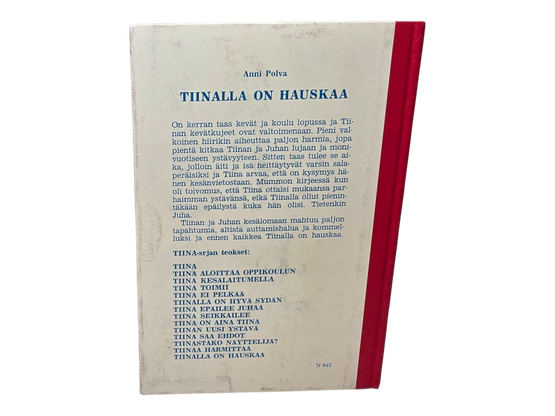 Anni Polva
TIINALLA ON HAUSKAA
On kerran taas kevät ja koulu lopussa ja Tii-
nan kevätkujeet ovat valtoimenaan. Pieni val-
koinen hiirikin aiheuttaa paljon harmia, jopa
pientä kitkaa Tiinan ja Juhan lujaan ja moni-
vuotiseen ystävyyteen. Sitten taas tulee se ai-
ka, jolloin äiti ja isä heittäytyvät varsin sala-
peräisiksi ja Tiina arvaa, että on kysymys hä-
nen kesänvietostaan. Mummon kirjeessä kun
oli toivomus, että Tiina ottaisi mukaansa par-
haimman ystävänsä, eikä Tiinalla ollut pienin-
täkään epäilystä kuka hän olisi. Tietenkin
Juha.
Tiinan ja Juhan kesälomaan mahtuu paljon
tapahtumia, altista auttamishalua ja kommel-
luksi ja ennen kaikkea Tiinalla on hauskaa.
TIINA-srjan teokset:
TIINA
TIINA ALOITTAA OPPIKOULUN
TIINA KESÄLAITUMELLA
TIINA TOIMII
TIINA EI PELKÄÄ
TIINALLA ON HYVÄ SYDÄN
TIINA EPÄILEE JUHAA
TIINA SEIKKAILEE
TIINA ON AINA TIINA
TIINAN UUSI YSTÄVÄ
TIINA SAA EHDOT
TIINASTAKO NÄYTTELIJÄ?
TIINAA HARMITTAA
TIINALLA ON HAUSKAA
N 842